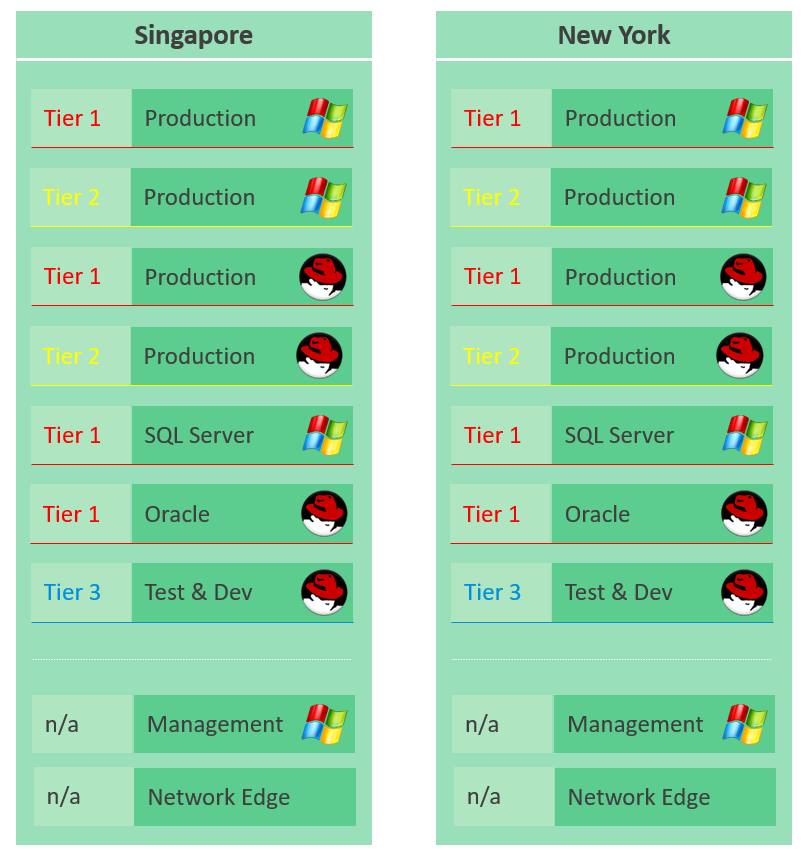 Singapore
Tier 1 Production
Tier 2 Production
Tier 1 Production
Tier 2 Production
Tier 1 SQL Server
Tier 1 Oracle
Tier 3 Test & Dev
n/a Management
n/a Network Edge
New York
Tier 1 Production
Tier 2 Production
Tier 1 Production
Tier 2 Production
Tier 1 SQL Server
Tier 1 Oracle
Tier 3 Test & Dev
n/a Management
n/a Network Edge